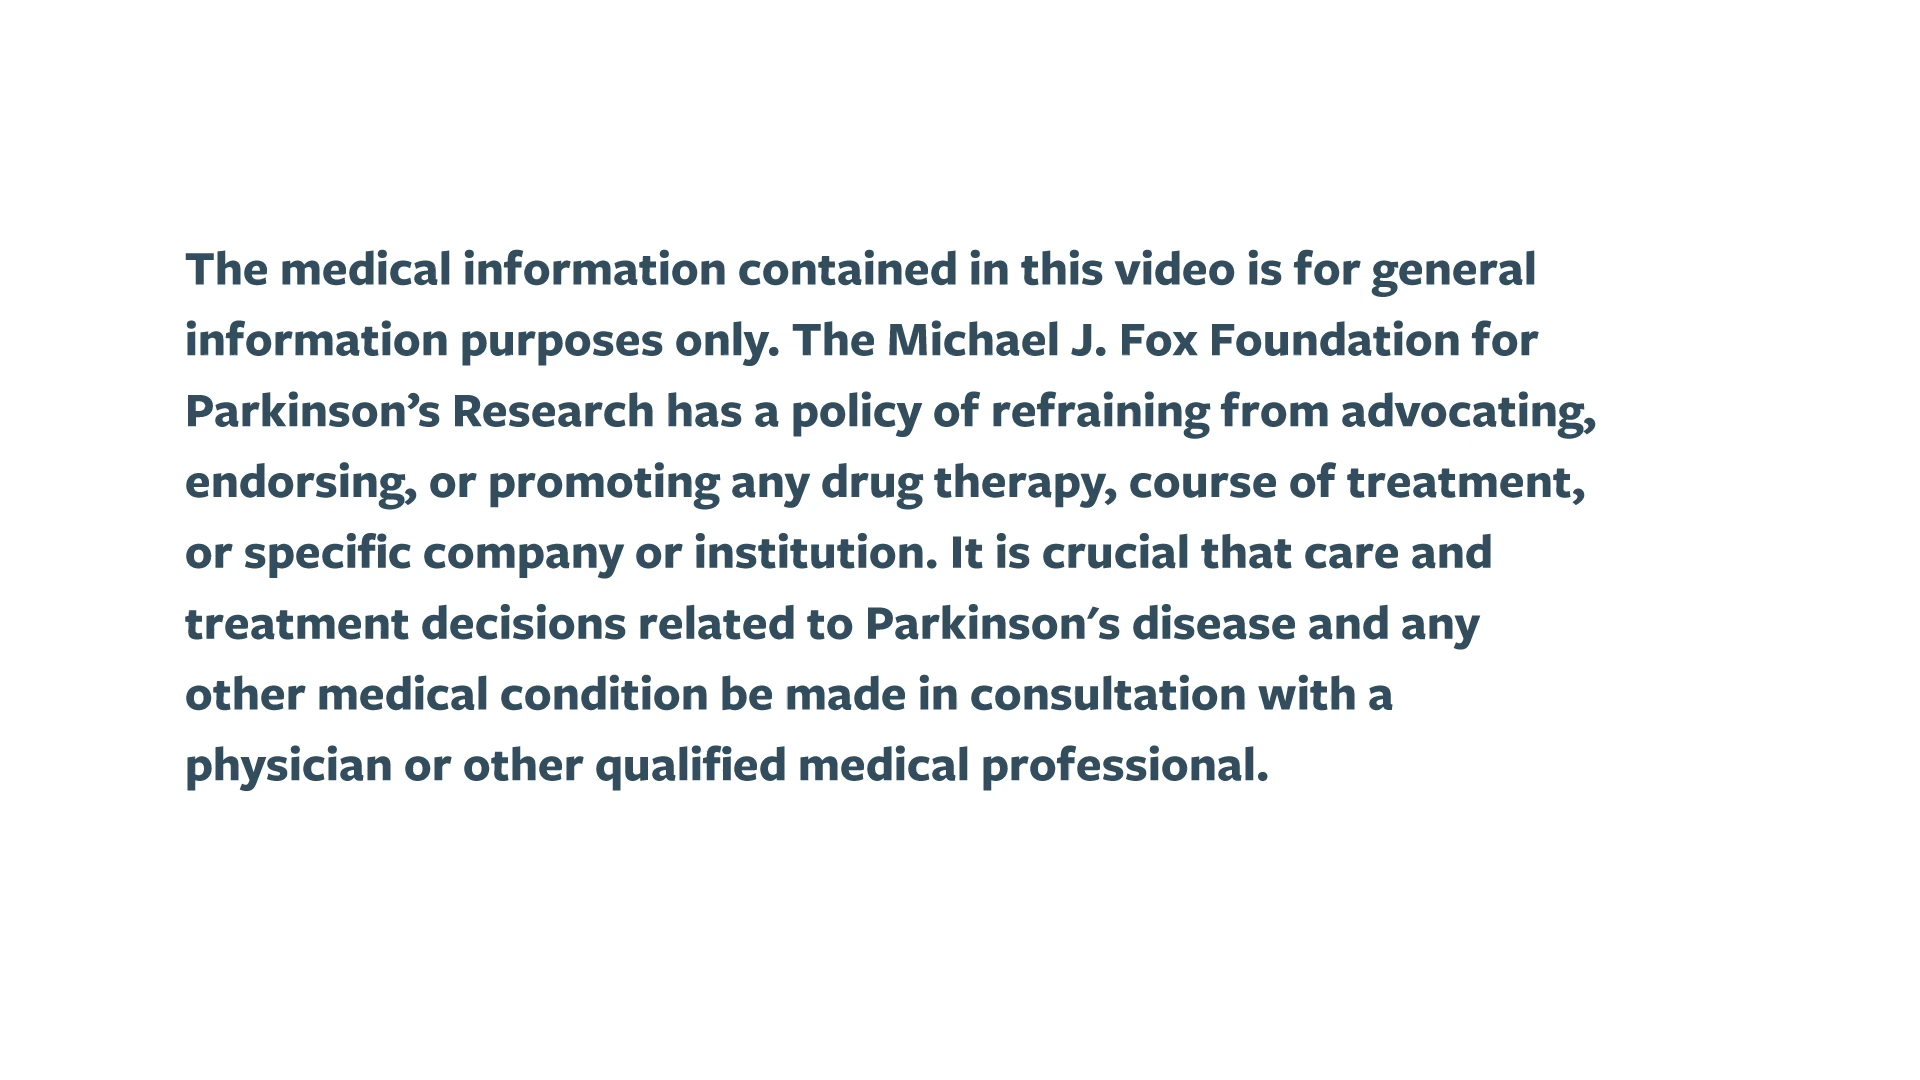 The medical information contained in this video is for general
information purposes only. The Michael J. Fox Foundation for
Parkinson’s Research has a policy of refraining from advocating,
endorsing, or promoting any drug therapy, course of treatment,
or specific company or institution. It is crucial that care and
treatment decisions related to Parkinson's disease and any
other medical condition be made in consultation with a
physician or other qualified medical professional.